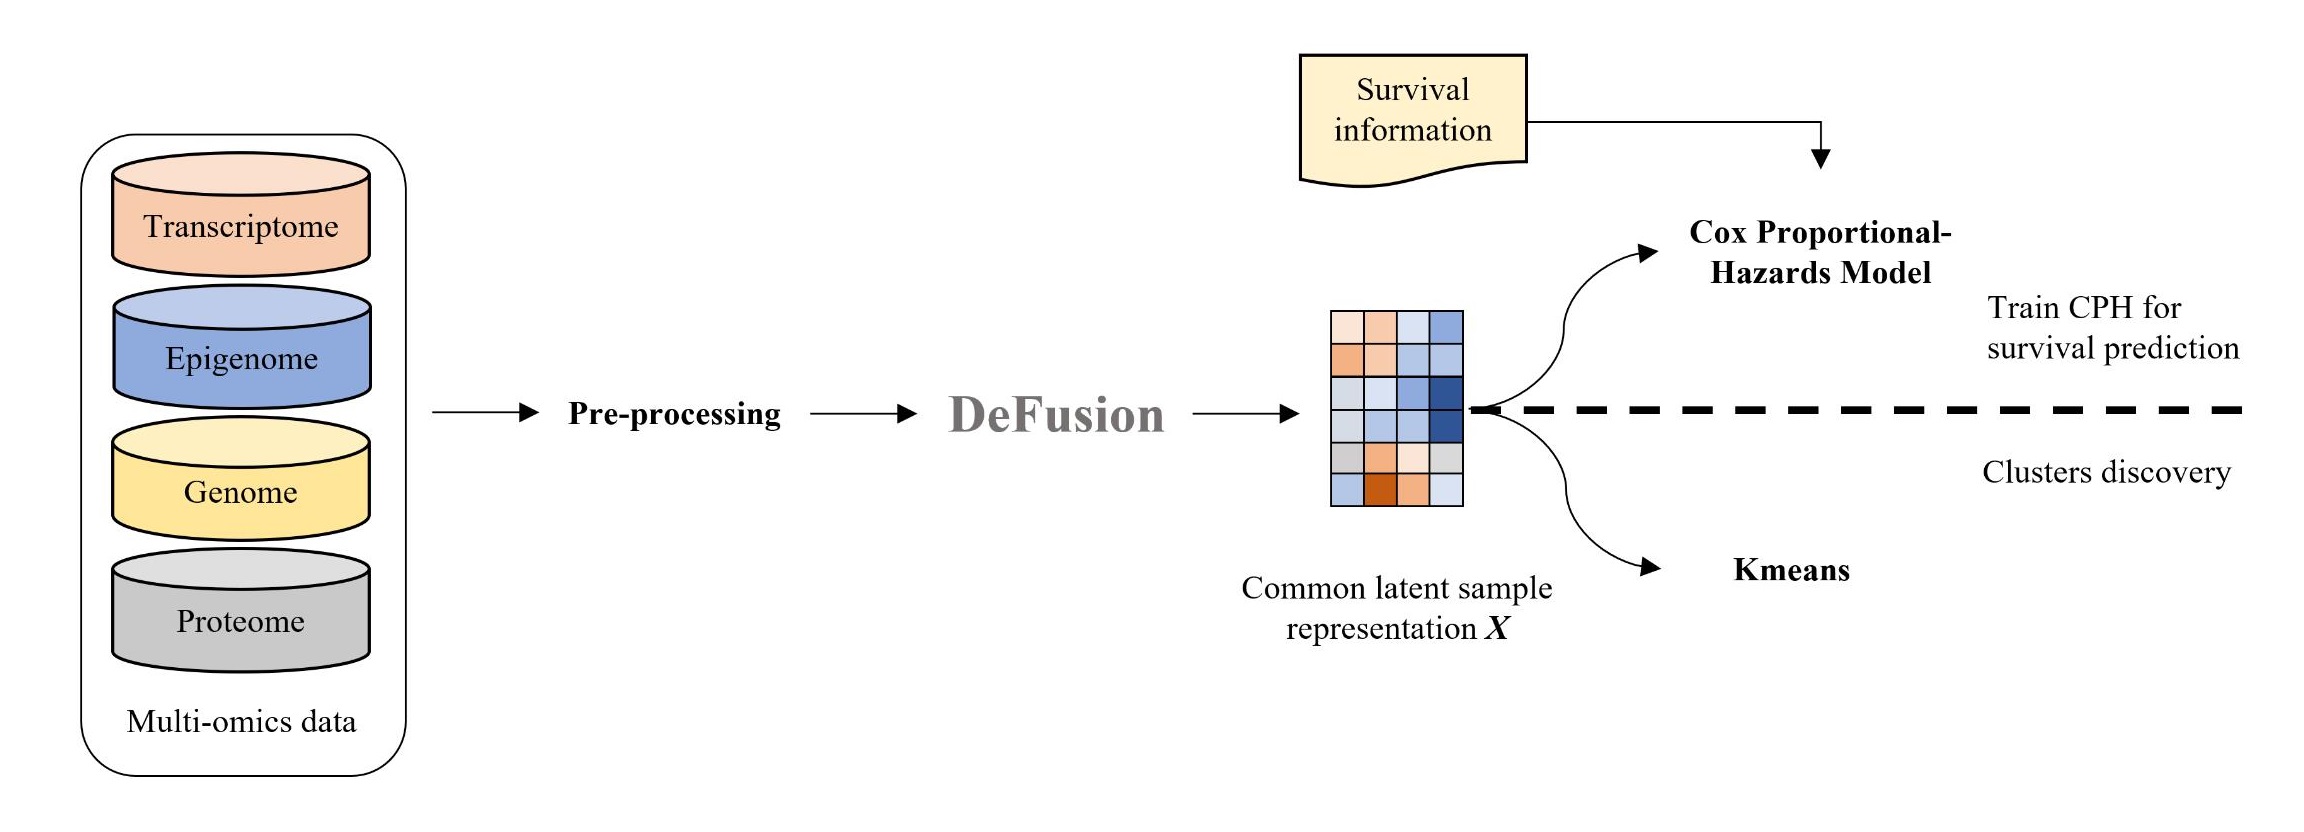 Transcriptome
Epigenome
Genome
Proteome
Multi-omics data
Pre-processing
DeFusion
Survival
information
Common latent sample
representation X
Cox Proportional-
Hazards Model
Train CPH for
survival prediction
Clusters discovery
Kmeans